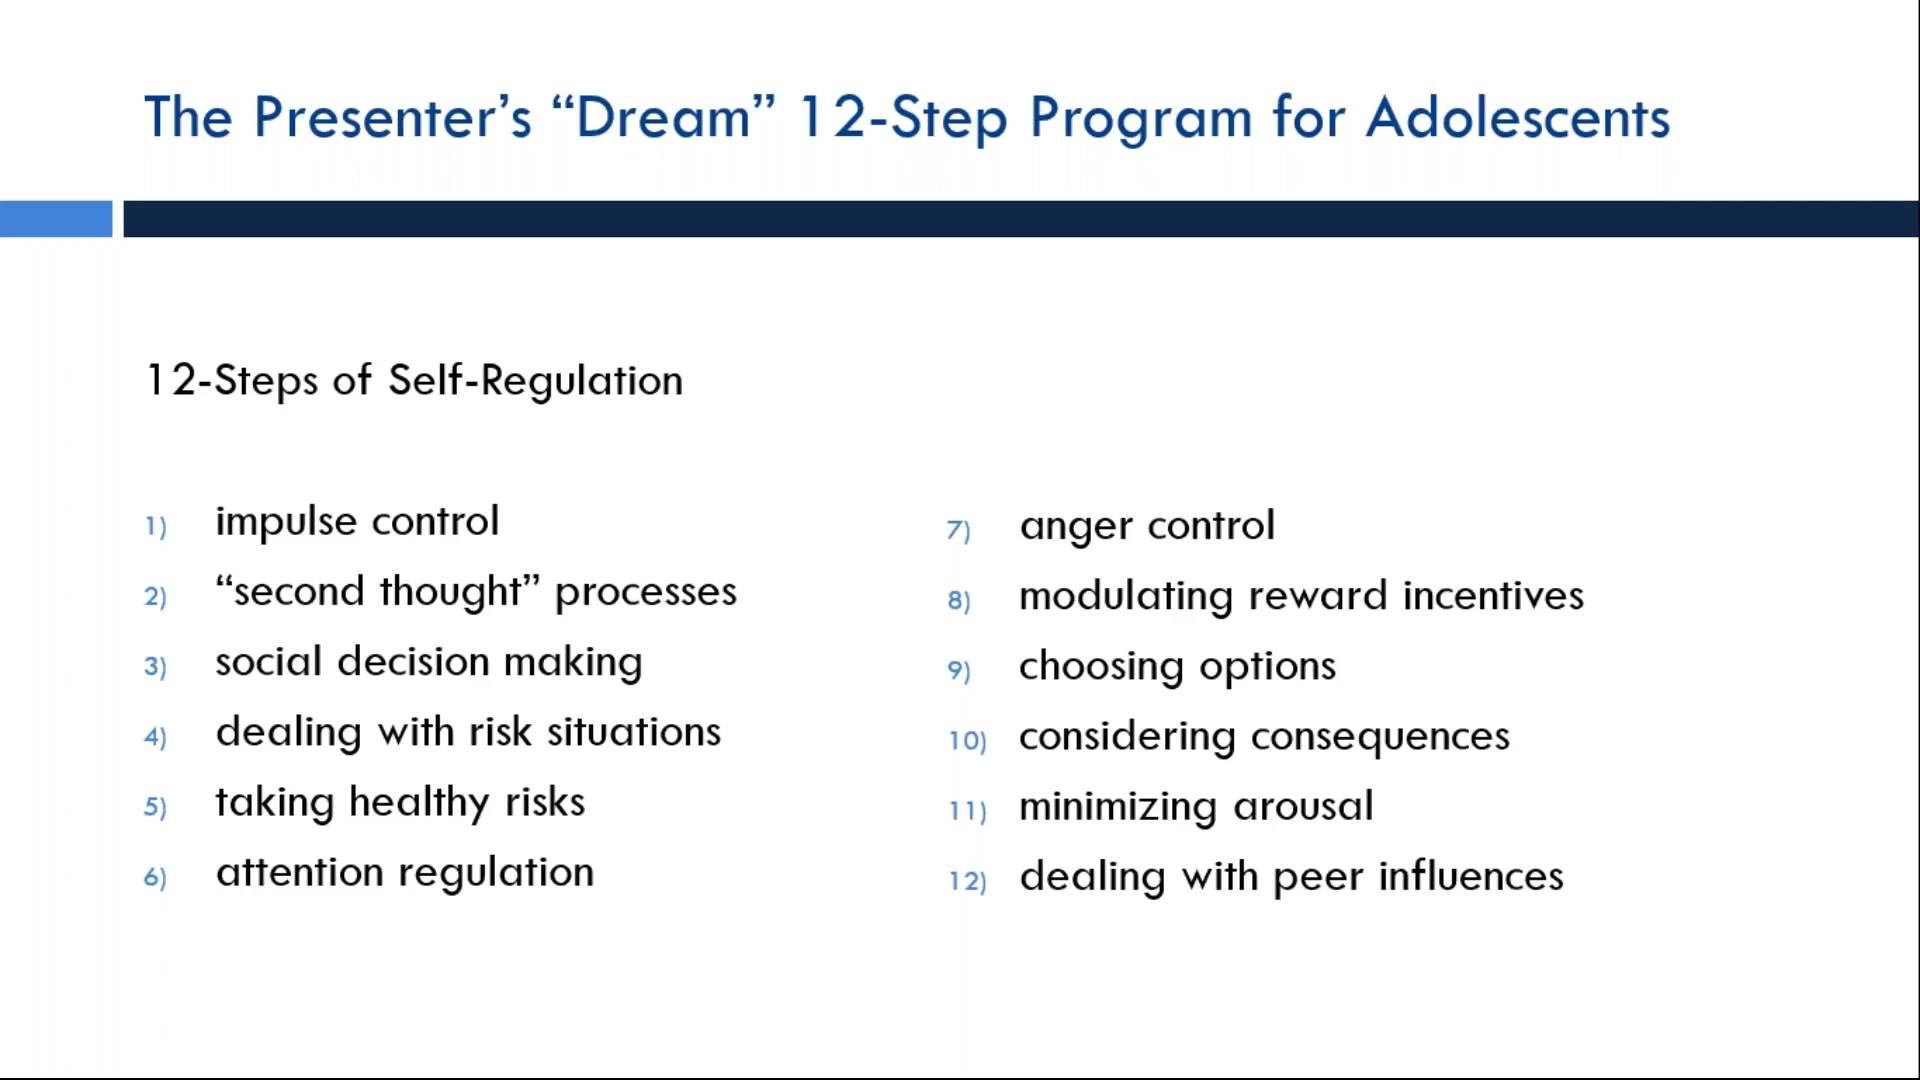 The Presenter’s “Dream” 12-Step Program for Adolescents
12-Steps of Self-Regulation
1) impulse control
2) “second thought” processes
3) social decision making
4) dealing with risk situations
5) taking healthy risks
6) attention regulation
7) anger control
8) modulating reward incentives
9) choosing options
10) considering consequences
11) minimizing arousal
12) dealing with peer influences